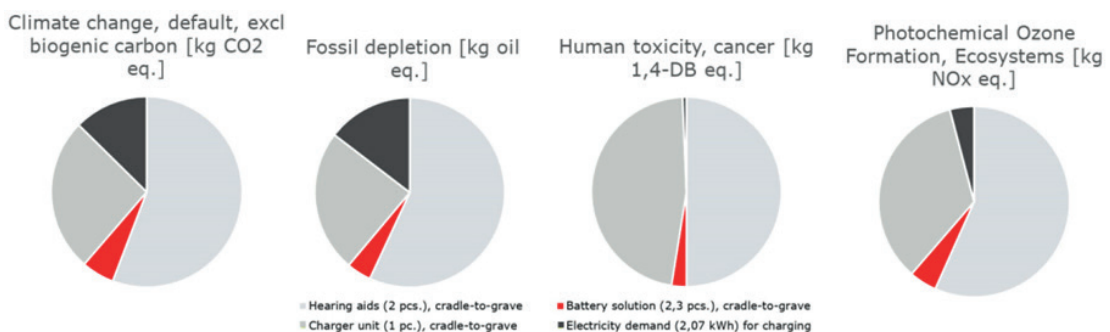 Climate change, default, excl
biogenic carbon [kg CO2
eq.]
Fossil depletion [kg oil
eq.]
Human toxicity, cancer [kg
1,4-DB eq.]
Photochemical Ozone
Formation, Ecosystems [kg
NOx eq.]
Hearing aids (2 pcs.), cradle-to-grave
Battery solution (2,3 pcs.), cradle-to-grave
Charger unit (1 pc.), cradle-to-grave
Electricity demand (2,07 kWh) for charging